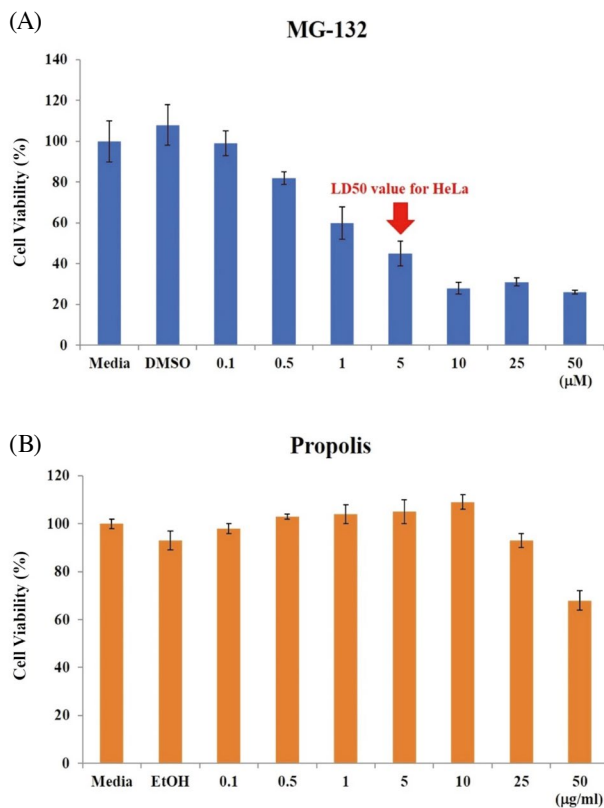 (A)
MG-132
Cell Viability (%)
140
120
100
80
60
40
20
0
LD50 value for HeLa
Media DMSO 0.1 0.5 1 5 10 25 50
(μM)
(B)
Propolis
Cell Viability (%)
120
100
80
60
40
20
0
Media EtOH 0.1 0.5 1 5 10 25 50
(μg/ml)